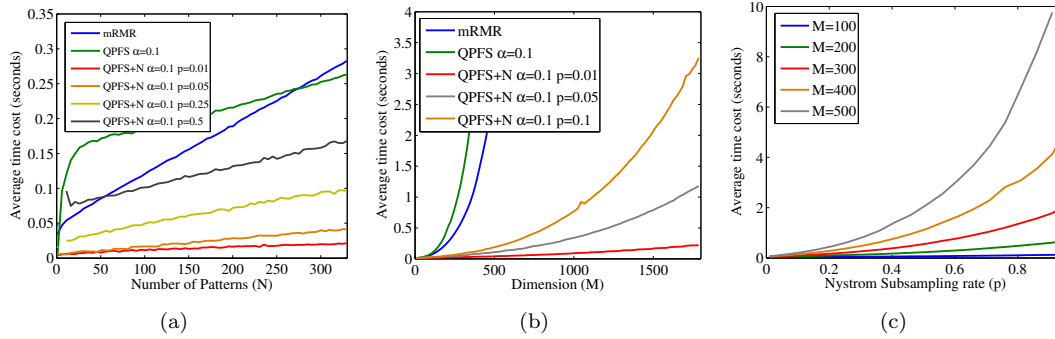 0.35
0.3
0.25
0.2
0.15
0.1
0.05
0
0 50 100 150 200 250 300
Average time cost (seconds)
Number of Patterns (N)
mRMR
QPFS α=0.1
QPFS+N α=0.1 p=0.01
QPFS+N α=0.1 p=0.05
QPFS+N α=0.1 p=0.25
QPFS+N α=0.1 p=0.5
(a)
4
3.5
3
2.5
2
1.5
1
0.5
0
0 500 1000 1500
Average time cost (seconds)
Dimension (M)
mRMR
QPFS α=0.1
QPFS+N α=0.1 p=0.01
QPFS+N α=0.1 p=0.05
QPFS+N α=0.1 p=0.1
(b)
10
8
6
4
2
0
0 0.2 0.4 0.6 0.8
Average time cost (seconds)
Nystrom Subsampling rate (p)
M=100
M=200
M=300
M=400
M=500
(c)